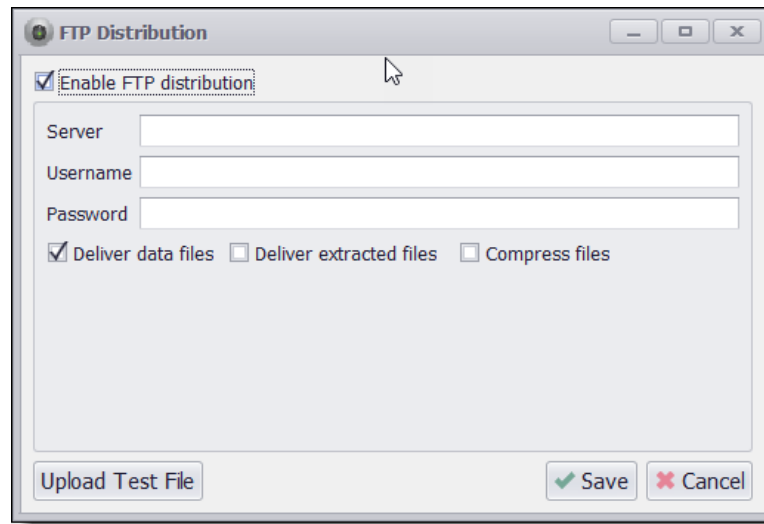 FTP Distribution
Enable FTP distribution
Server
Username
Password
Deliver data files Deliver extracted files Compress files
Upload Test File Save Cancel